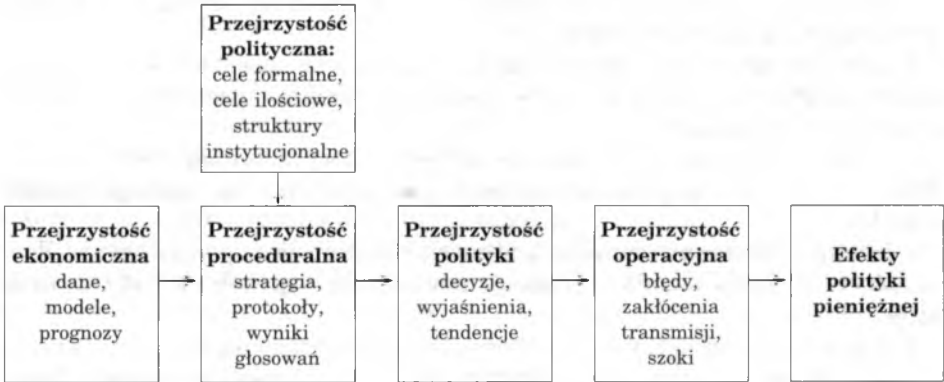 Przejrzystość
polityczna:
cele formalne,
cele ilościowe,
struktury
instytucjonalne
Przejrzystość
ekonomiczna
dane,
modele,
prognozy
Przejrzystość
proceduralna
strategia,
protokoły,
wyniki
głosowań
Przejrzystość
polityki
decyzje,
wyjaśnienia,
tendencje
Przejrzystość
operacyjna
błędy,
zakłócenia
transmisji,
szoki
Efekty
polityki
pieniężnej